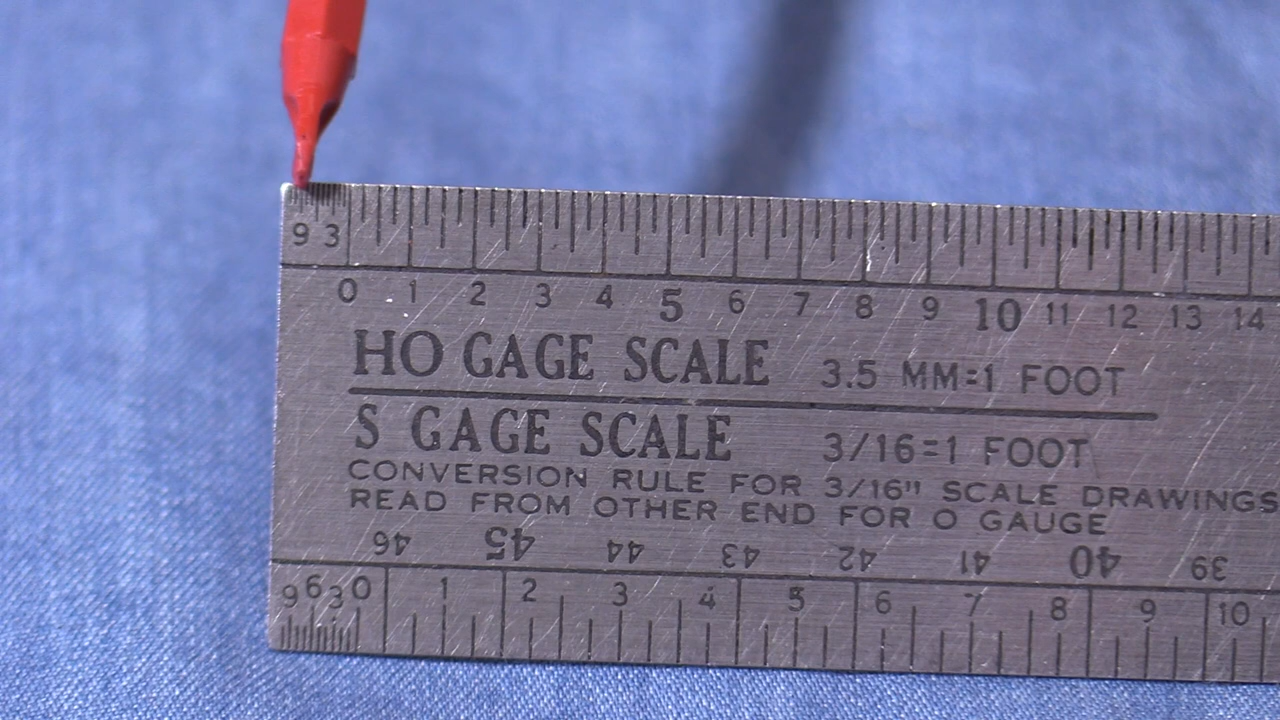 9 3
0 1 2 3 4 5 6 7 8 9 10 11 12 13 14
HO GAGE SCALE 3.5 MM=1 FOOT
S GAGE SCALE 3/16=1 FOOT
CONVERSION RULE FOR 3/16" SCALE DRAWINGS
READ FROM OTHER END FOR O GAUGE
46 45 44 43 42 41 40 39
9 6 3 0 1 2 3 4 5 6 7 8 9 10